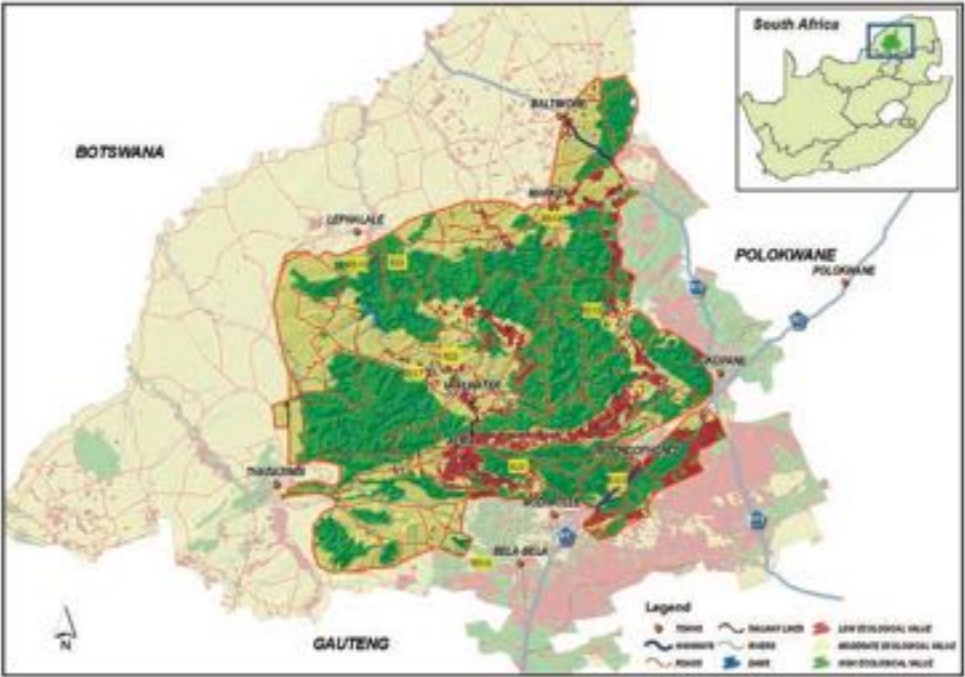 South Africa
BALTIMORE
BOTSWANA
MARKEN
LEPHALALE
POLOKWANE
POLOKWANE
MOKOPANE
VAALWATER
THABAZIMBI
MODIMOLLE
BELA-BELA
GAUTENG
N
Legend
TOWNS
RAILWAY LINES
LOW ECOLOGICAL VALUE
HIGHWAYS
RIVERS
MODERATE ECOLOGICAL VALUE
ROADS
DAMS
HIGH ECOLOGICAL VALUE